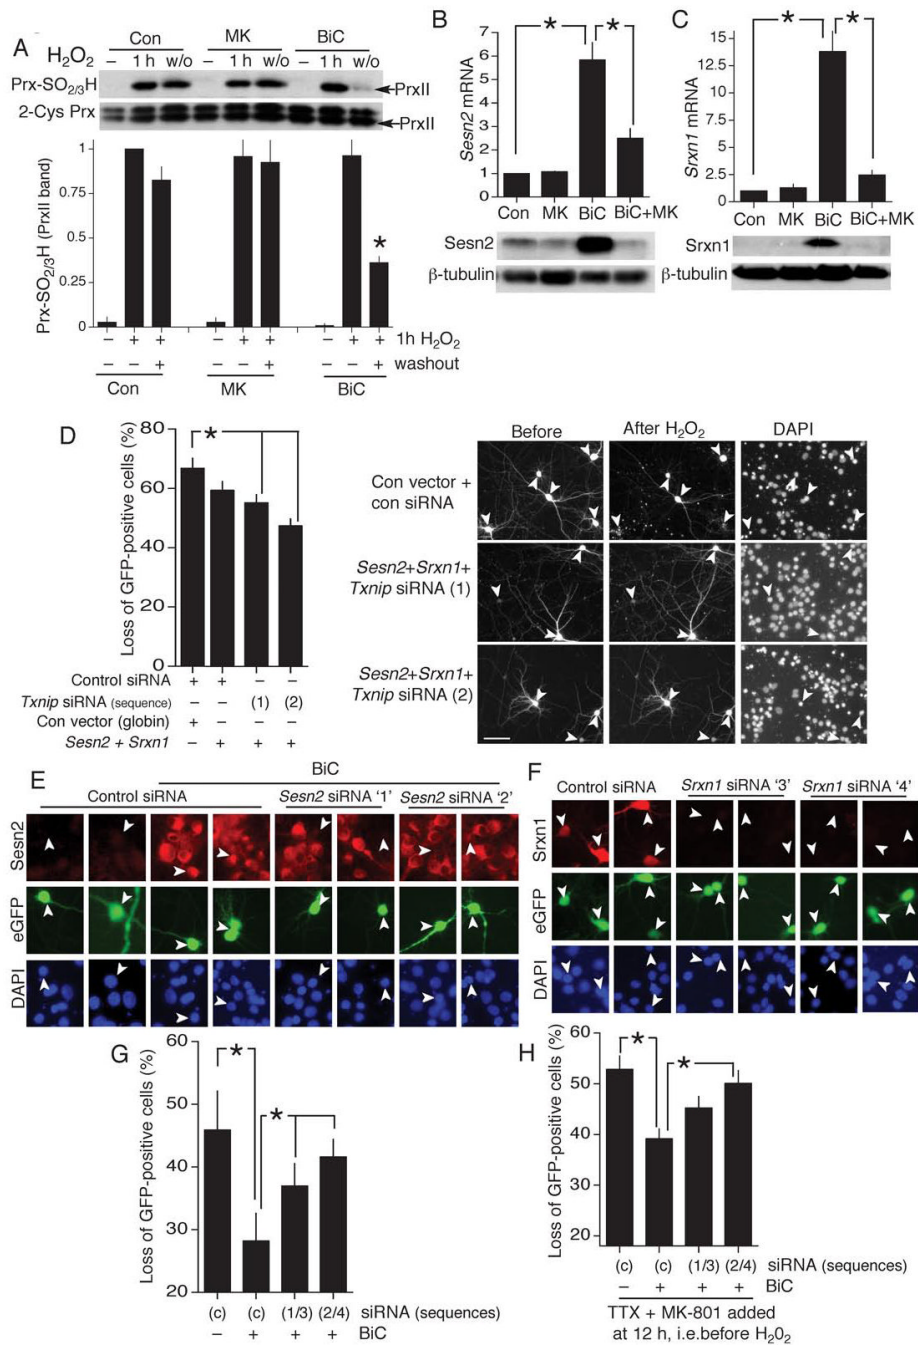 A
Con MK BiC
H2O2 – 1 h w/o – 1 h w/o – 1 h w/o
Prx-SO2/3H PrxII
2-Cys Prx PrxII
Prx-SO2/3H (PrxII band)
1
0.75
0.5
0.25
0
– + + – + + – + + 1h H2O2
– – + – – + – – + washout
Con MK BiC
B
Sesn2 mRNA
7
6
5
4
3
2
1
0
* *
Con MK BiC BiC+MK
Sesn2
β-tubulin
C
Srxn1 mRNA
15
12.5
10
7.5
5
2.5
0
* *
Con MK BiC BiC+MK
Srxn1
β-tubulin
D
Loss of GFP-positive cells (%)
80
60
40
20
0
*
Control siRNA + + – –
Txnip siRNA (sequence) – – (1) (2)
Con vector (globin) + – – –
Sesn2 + Srxn1 – + + +
Before After H2O2 DAPI
Con vector +
con siRNA
Sesn2+Srxn1+
Txnip siRNA (1)
Sesn2+Srxn1+
Txnip siRNA (2)
E
BiC
Control siRNA Sesn2 siRNA ‘1’ Sesn2 siRNA ‘2’
Sesn2
eGFP
DAPI
F
Control siRNA Srxn1 siRNA ‘3’ Srxn1 siRNA ‘4’
Srxn1
eGFP
DAPI
G
Loss of GFP-positive cells (%)
60
50
40
30
20
* *
(c) (c) (1/3) (2/4) siRNA (sequences)
– + + + BiC
H
Loss of GFP-positive cells (%)
60
50
40
30
20
* *
(c) (c) (1/3) (2/4) siRNA (sequences)
– + + + BiC
TTX + MK-801 added
at 12 h, i.e.before H2O2